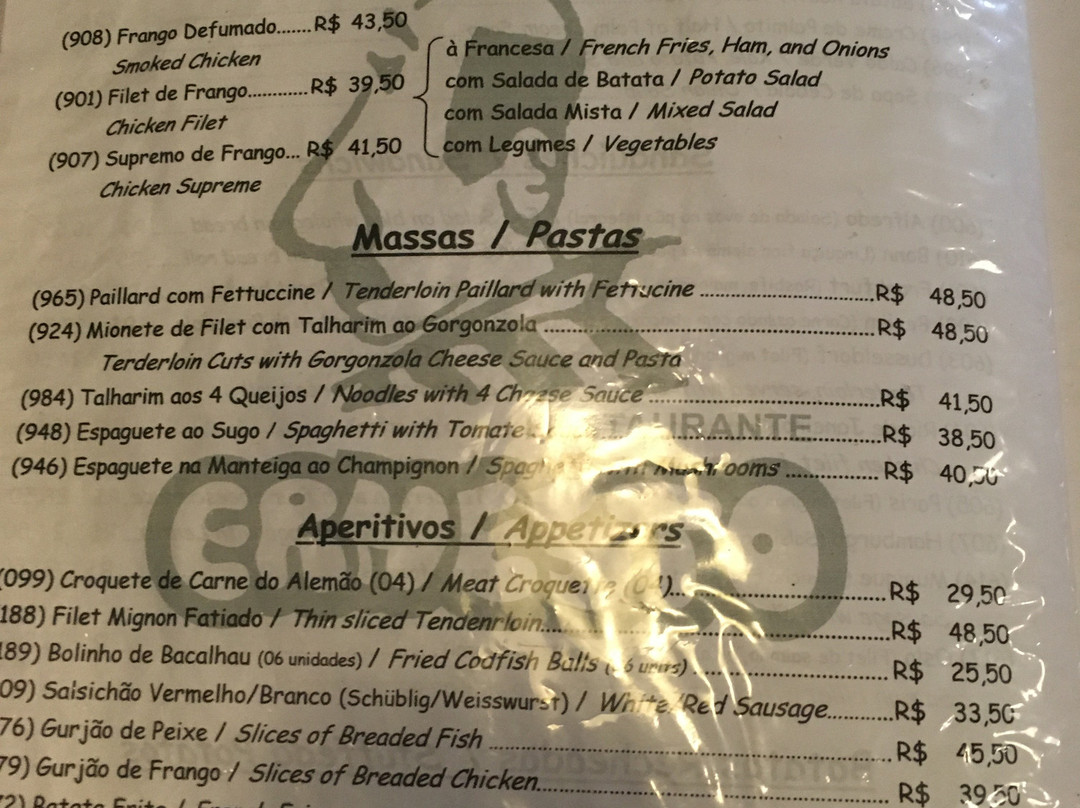 (908) Frango Defumado.......R$ 43,50
Smoked Chicken
(901) Filet de Frango............R$ 39,50
Chicken Filet
(907) Supremo de Frango... R$ 41,50
Chicken Supreme
à Francesa / French Fries, Ham, and Onions
com Salada de Batata / Potato Salad
com Salada Mista / Mixed Salad
com Legumes / Vegetables
Massas / Pastas
(965) Paillard com Fettuccine / Tenderloin Paillard with Fettucine ........R$ 48,50
(924) Mionete de Filet com Talharim ao Gorgonzola ........R$ 48,50
Terderloin Cuts with Gorgonzola Cheese Sauce and Pasta
(984) Talharim aos 4 Queijos / Noodles with 4 Cheese Sauce ........R$ 41,50
(948) Espaguete ao Sugo / Spaghetti with Tomate ........R$ 38,50
(946) Espaguete na Manteiga ao Champignon / Spaghetti Mushrooms ........ R$ 40,50
Aperitivos / Appetizers
(099) Croquete de Carne do Alemão (04) / Meat Croquette (04)........R$ 29,50
188) Filet Mignon Fatiado / Thin sliced Tendenrloin........R$ 48,50
189) Bolinho de Bacalhau (06 unidades) / Fried Codfish Balls (06 units) ........R$ 25,50
09) Salsichão Vermelho/Branco (Schüblig/Weisswurst) / White/Red Sausage........R$ 33,50
76) Gurjão de Peixe / Slices of Breaded Fish ........R$ 45,50
79) Gurjão de Frango / Slices of Breaded Chicken........ R$ 39,50